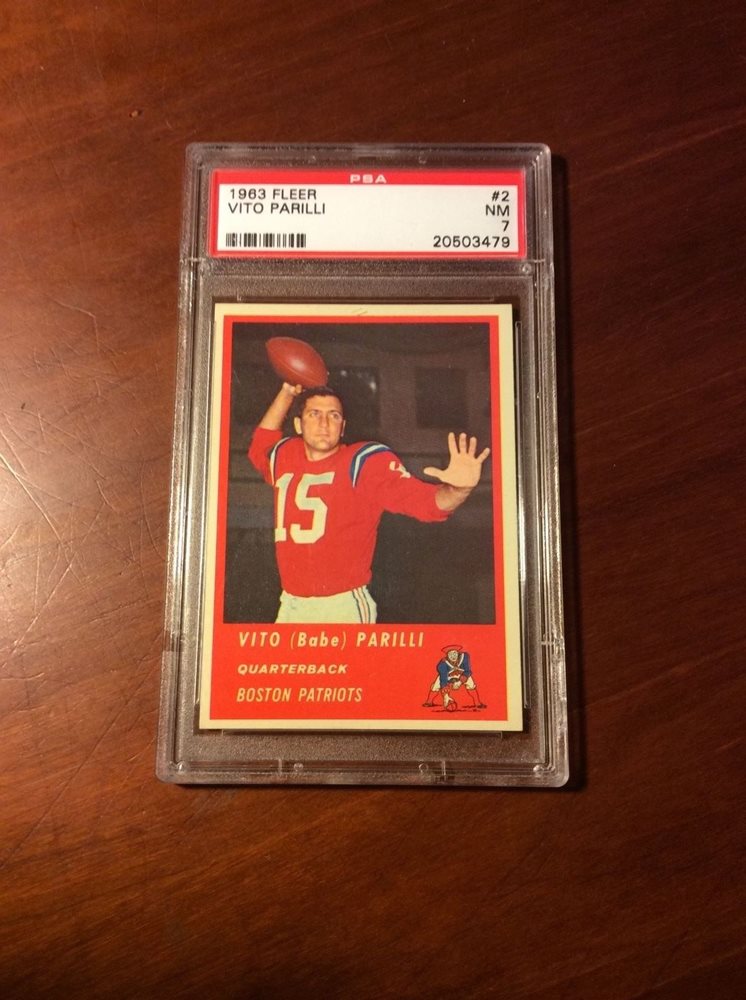 PSA
1963 FLEER #2
VITO PARILLI NM
7
20503479
15
VITO (Babe) PARILLI
QUARTERBACK
BOSTON PATRIOTS